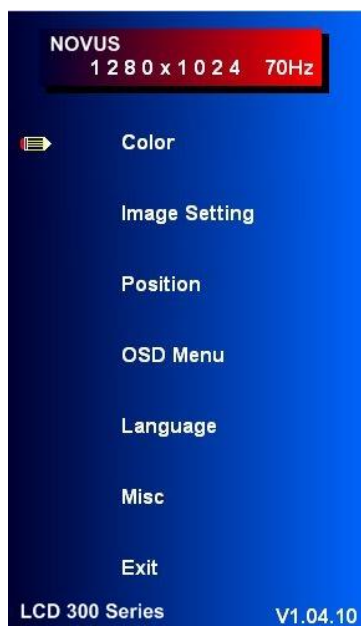 NOVUS
1280x1024 70Hz
Color
Image Setting
Position
OSD Menu
Language
Misc
Exit
LCD 300 Series V1.04.10